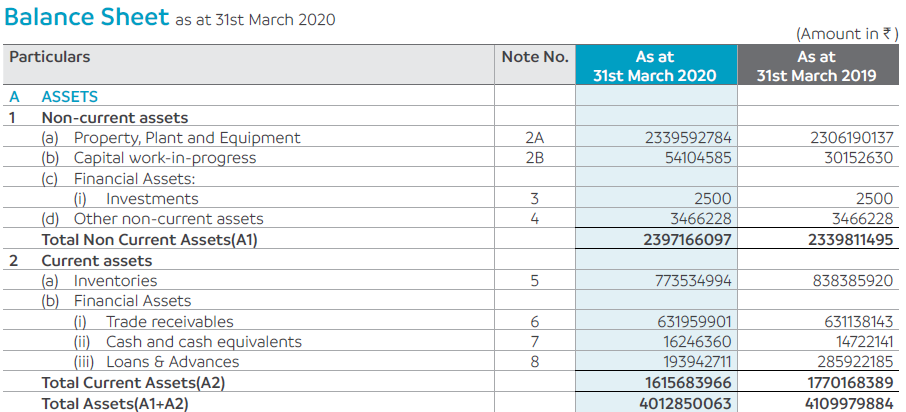 Balance Sheet as at 31st March 2020
(Amount in ₹)
Particulars Note No. As at 31st March 2020 As at 31st March 2019
A ASSETS
1 Non-current assets
(a) Property, Plant and Equipment 2A 2339592784 2306190137
(b) Capital work-in-progress 2B 54104585 30152630
(c) Financial Assets:
(i) Investments 3 2500 2500
(d) Other non-current assets 4 3466228 3466228
Total Non Current Assets(A1) 2397166097 2339811495
2 Current assets
(a) Inventories 5 773534994 838385920
(b) Financial Assets
(i) Trade receivables 6 631959901 631138143
(ii) Cash and cash equivalents 7 16246360 14722141
(iii) Loans & Advances 8 193942711 285922185
Total Current Assets(A2) 1615683966 1770168389
Total Assets(A1+A2) 4012850063 4109979884